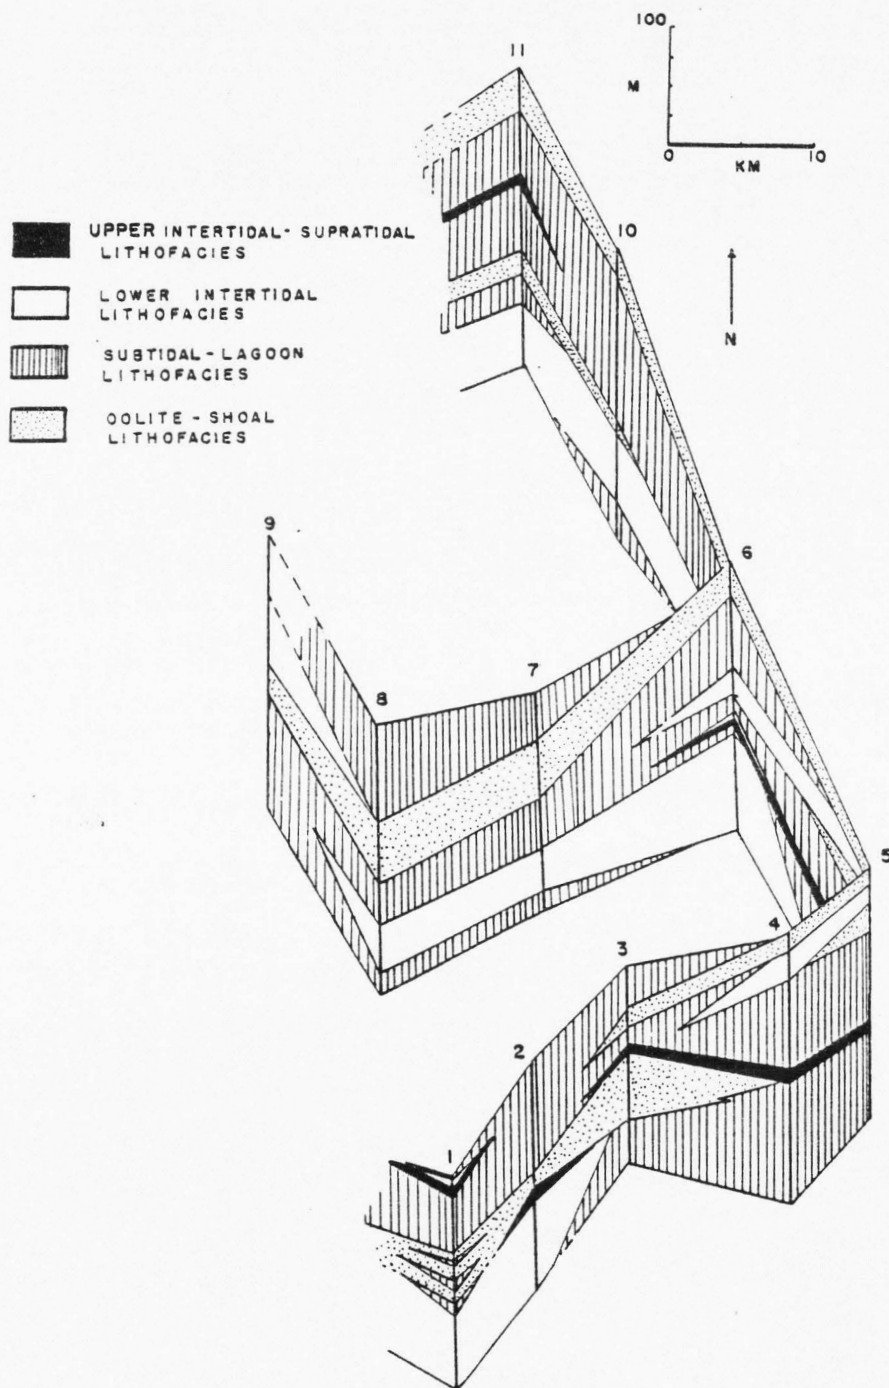 11
100
M
0 10
KM
10
N
UPPER INTERTIDAL-SUPRATIDAL
LITHOFACIES
LOWER INTERTIDAL
LITHOFACIES
SUBTIDAL-LAGOON
LITHOFACIES
OOLITE-SHOAL
LITHOFACIES
9
6
8
7
5
4
3
2
1